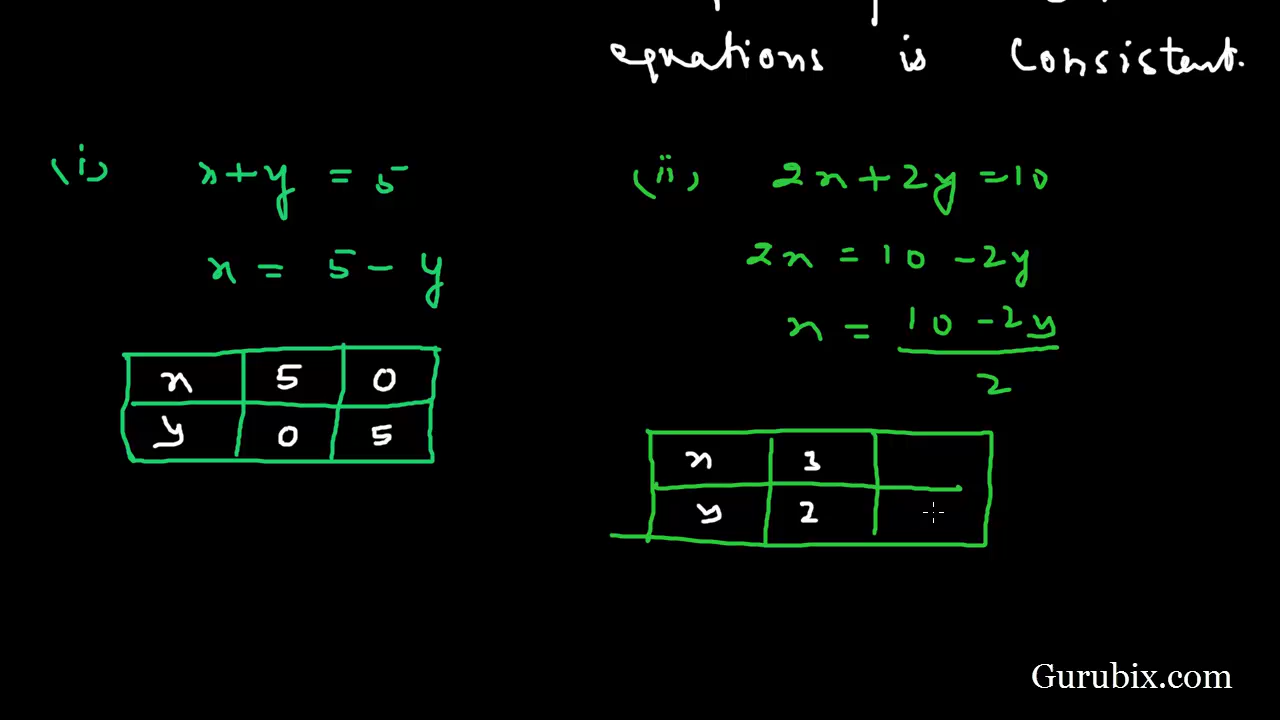 equations is consistent.
(i) x+y = 5
x = 5 - y
x 5 0
y 0 5
(ii) 2x+2y=10
2x = 10 -2y
x = 10 -2y
2
x 3
y 2
Gurubix.com